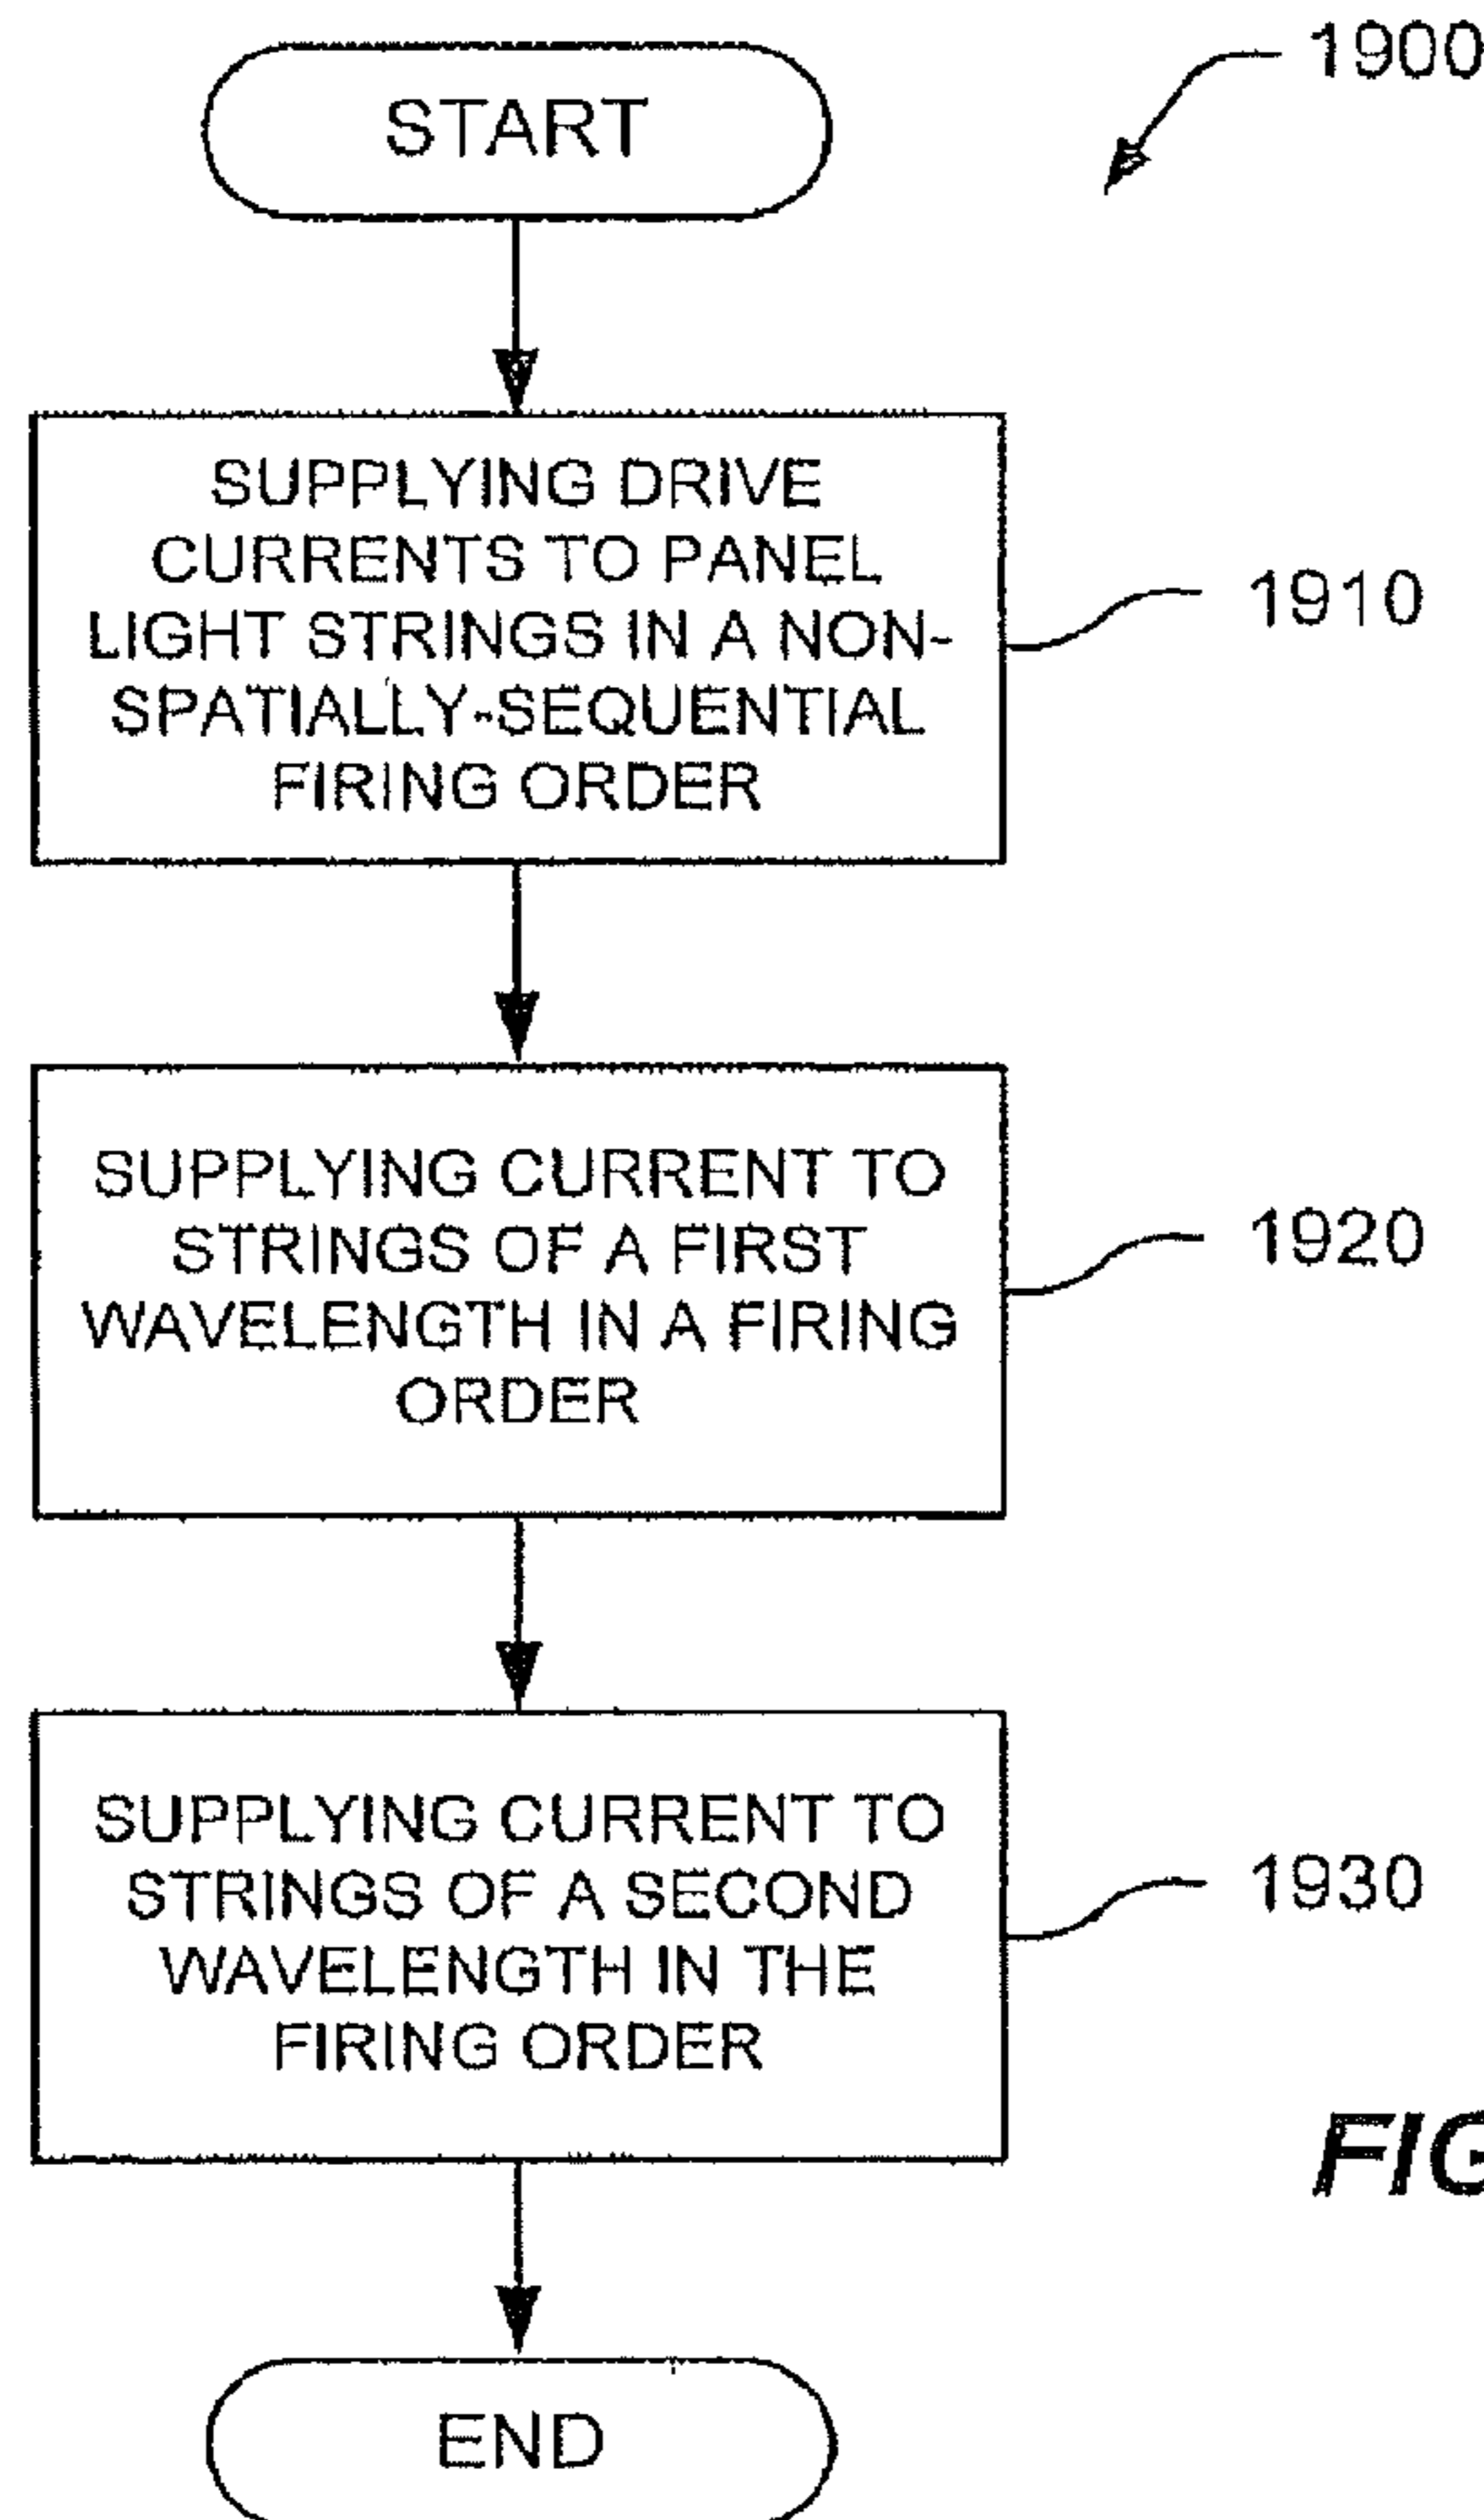 START
1900
SUPPLYING DRIVE
CURRENTS TO PANEL
LIGHT STRINGS IN A NON-
SPATIALLY-SEQUENTIAL
FIRING ORDER
1910
SUPPLYING CURRENT TO
STRINGS OF A FIRST
WAVELENGTH IN A FIRING
ORDER
1920
SUPPLYING CURRENT TO
STRINGS OF A SECOND
WAVELENGTH IN THE
FIRING ORDER
1930
FIG
END